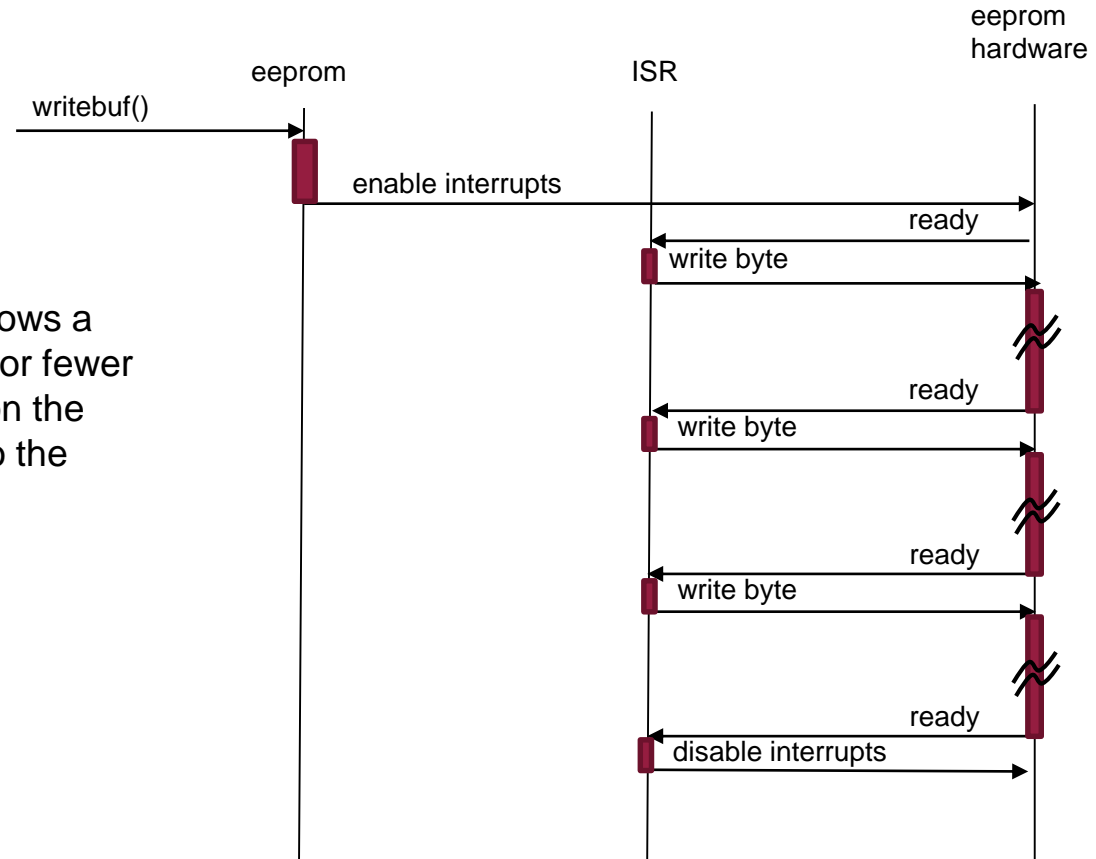 eeprom
hardware
eeprom
ISR
writebuf()
enable interrupts
ready
write byte
ows a
or fewer
on the
o the
ready
write byte
ready
write byte
ready
disable interrupts